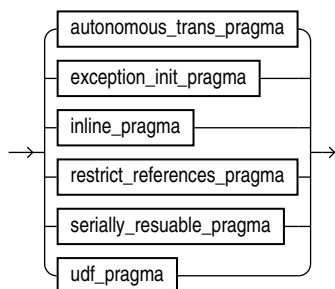 autonomous_trans_pragma
exception_init_pragma
inline_pragma
restrict_references_pragma
serially_resuable_pragma
udf_pragma